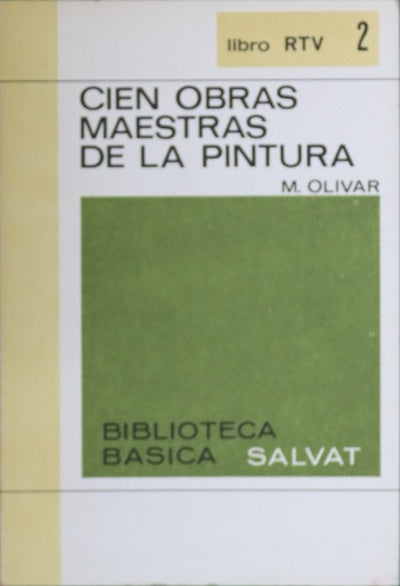 libro RTV 2
CIEN OBRAS
MAESTRAS
DE LA PINTURA
M. OLIVAR
BIBLIOTECA
BASICA SALVAT